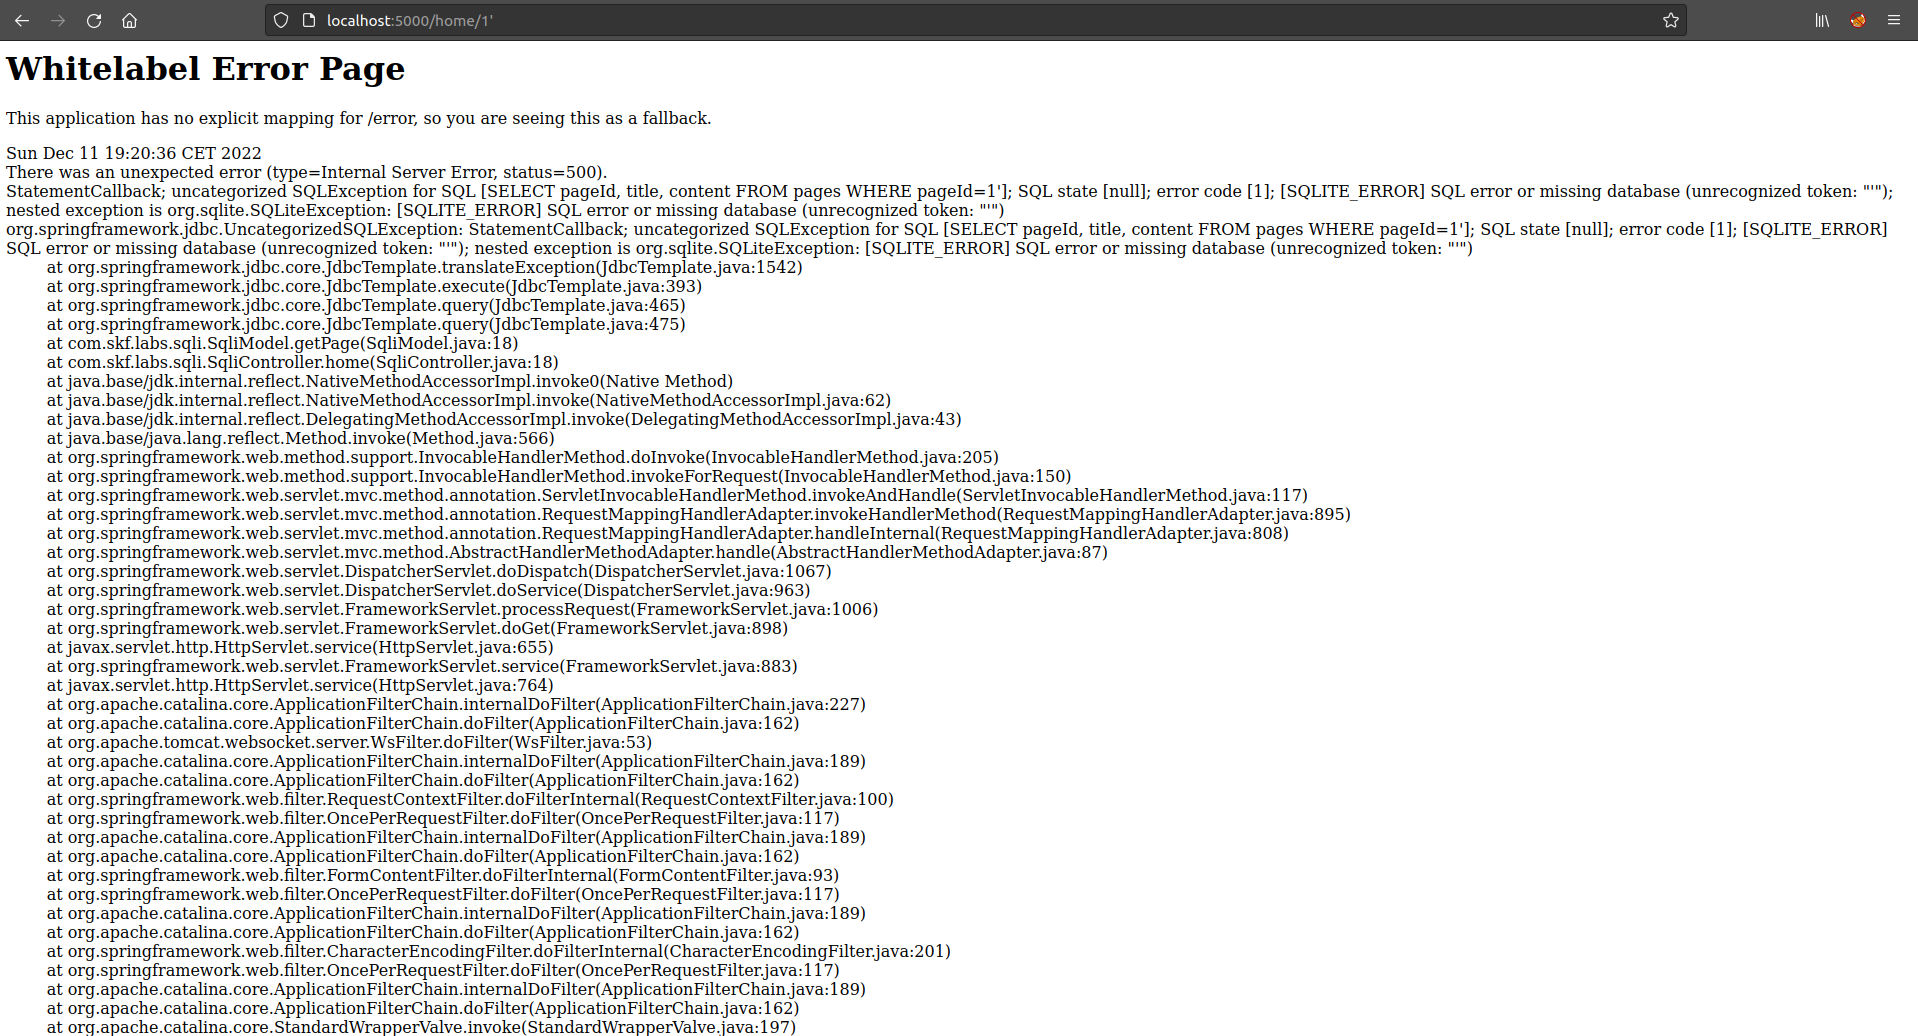 localhost:5000/home/1'
Whitelabel Error Page
This application has no explicit mapping for /error, so you are seeing this as a fallback.
Sun Dec 11 19:20:36 CET 2022
There was an unexpected error (type=Internal Server Error, status=500).
StatementCallback; uncategorized SQLException for SQL [SELECT pageId, title, content FROM pages WHERE pageId=1']; SQL state [null]; error code [1]; [SQLITE_ERROR] SQL error or missing database (unrecognized token: "'");
nested exception is org.sqlite.SQLiteException: [SQLITE_ERROR] SQL error or missing database (unrecognized token: "'")
org.springframework.jdbc.UncategorizedSQLException: StatementCallback; uncategorized SQLException for SQL [SELECT pageId, title, content FROM pages WHERE pageId=1']; SQL state [null]; error code [1]; [SQLITE_ERROR]
SQL error or missing database (unrecognized token: "'"); nested exception is org.sqlite.SQLiteException: [SQLITE_ERROR] SQL error or missing database (unrecognized token: "'")
at org.springframework.jdbc.core.JdbcTemplate.translateException(JdbcTemplate.java:1542)
at org.springframework.jdbc.core.JdbcTemplate.execute(JdbcTemplate.java:393)
at org.springframework.jdbc.core.JdbcTemplate.query(JdbcTemplate.java:465)
at org.springframework.jdbc.core.JdbcTemplate.query(JdbcTemplate.java:475)
at com.skf.labs.sqli.SqliModel.getPage(SqliModel.java:18)
at com.skf.labs.sqli.SqliController.home(SqliController.java:18)
at java.base/jdk.internal.reflect.NativeMethodAccessorImpl.invoke0(Native Method)
at java.base/jdk.internal.reflect.NativeMethodAccessorImpl.invoke(NativeMethodAccessorImpl.java:62)
at java.base/jdk.internal.reflect.DelegatingMethodAccessorImpl.invoke(DelegatingMethodAccessorImpl.java:43)
at java.base/java.lang.reflect.Method.invoke(Method.java:566)
at org.springframework.web.method.support.InvocableHandlerMethod.doInvoke(InvocableHandlerMethod.java:205)
at org.springframework.web.method.support.InvocableHandlerMethod.invokeForRequest(InvocableHandlerMethod.java:150)
at org.springframework.web.servlet.mvc.method.annotation.ServletInvocableHandlerMethod.invokeAndHandle(ServletInvocableHandlerMethod.java:117)
at org.springframework.web.servlet.mvc.method.annotation.RequestMappingHandlerAdapter.invokeHandlerMethod(RequestMappingHandlerAdapter.java:895)
at org.springframework.web.servlet.mvc.method.annotation.RequestMappingHandlerAdapter.handleInternal(RequestMappingHandlerAdapter.java:808)
at org.springframework.web.servlet.mvc.method.AbstractHandlerMethodAdapter.handle(AbstractHandlerMethodAdapter.java:87)
at org.springframework.web.servlet.DispatcherServlet.doDispatch(DispatcherServlet.java:1067)
at org.springframework.web.servlet.DispatcherServlet.doService(DispatcherServlet.java:963)
at org.springframework.web.servlet.FrameworkServlet.processRequest(FrameworkServlet.java:1006)
at org.springframework.web.servlet.FrameworkServlet.doGet(FrameworkServlet.java:898)
at javax.servlet.http.HttpServlet.service(HttpServlet.java:655)
at org.springframework.web.servlet.FrameworkServlet.service(FrameworkServlet.java:883)
at javax.servlet.http.HttpServlet.service(HttpServlet.java:764)
at org.apache.catalina.core.ApplicationFilterChain.internalDoFilter(ApplicationFilterChain.java:227)
at org.apache.catalina.core.ApplicationFilterChain.doFilter(ApplicationFilterChain.java:162)
at org.apache.tomcat.websocket.server.WsFilter.doFilter(WsFilter.java:53)
at org.apache.catalina.core.ApplicationFilterChain.internalDoFilter(ApplicationFilterChain.java:189)
at org.apache.catalina.core.ApplicationFilterChain.doFilter(ApplicationFilterChain.java:162)
at org.springframework.web.filter.RequestContextFilter.doFilterInternal(RequestContextFilter.java:100)
at org.springframework.web.filter.OncePerRequestFilter.doFilter(OncePerRequestFilter.java:117)
at org.apache.catalina.core.ApplicationFilterChain.internalDoFilter(ApplicationFilterChain.java:189)
at org.apache.catalina.core.ApplicationFilterChain.doFilter(ApplicationFilterChain.java:162)
at org.springframework.web.filter.FormContentFilter.doFilterInternal(FormContentFilter.java:93)
at org.springframework.web.filter.OncePerRequestFilter.doFilter(OncePerRequestFilter.java:117)
at org.apache.catalina.core.ApplicationFilterChain.internalDoFilter(ApplicationFilterChain.java:189)
at org.apache.catalina.core.ApplicationFilterChain.doFilter(ApplicationFilterChain.java:162)
at org.springframework.web.filter.CharacterEncodingFilter.doFilterInternal(CharacterEncodingFilter.java:201)
at org.springframework.web.filter.OncePerRequestFilter.doFilter(OncePerRequestFilter.java:117)
at org.apache.catalina.core.ApplicationFilterChain.internalDoFilter(ApplicationFilterChain.java:189)
at org.apache.catalina.core.ApplicationFilterChain.doFilter(ApplicationFilterChain.java:162)
at org.apache.catalina.core.StandardWrapperValve.invoke(StandardWrapperValve.java:197)